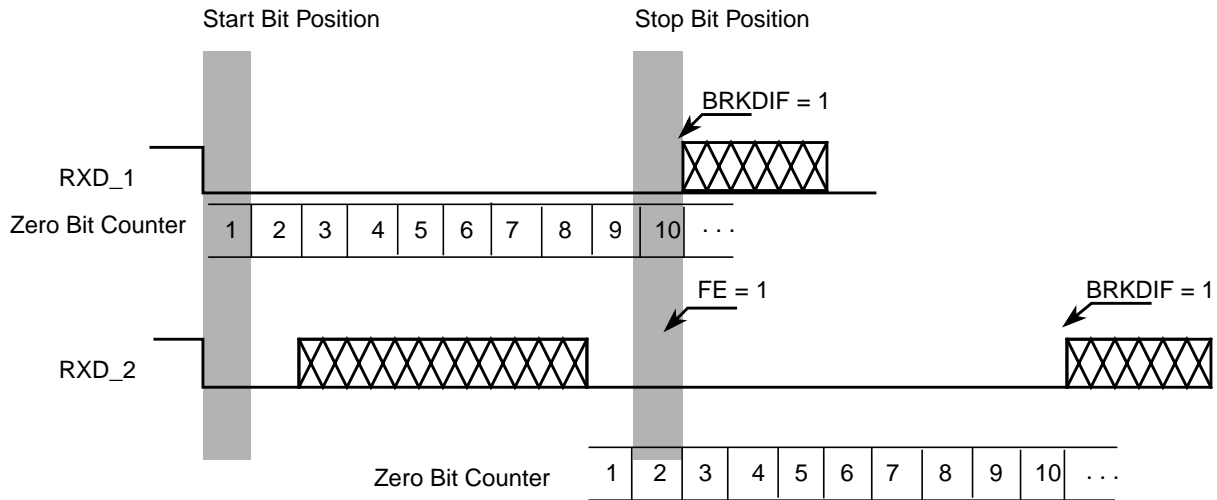 Start Bit Position Stop Bit Position
BRKDIF = 1
RXD_1
Zero Bit Counter 1 2 3 4 5 6 7 8 9 10 . . .
FE = 1 BRKDIF = 1
RXD_2
Zero Bit Counter 1 2 3 4 5 6 7 8 9 10 . . .